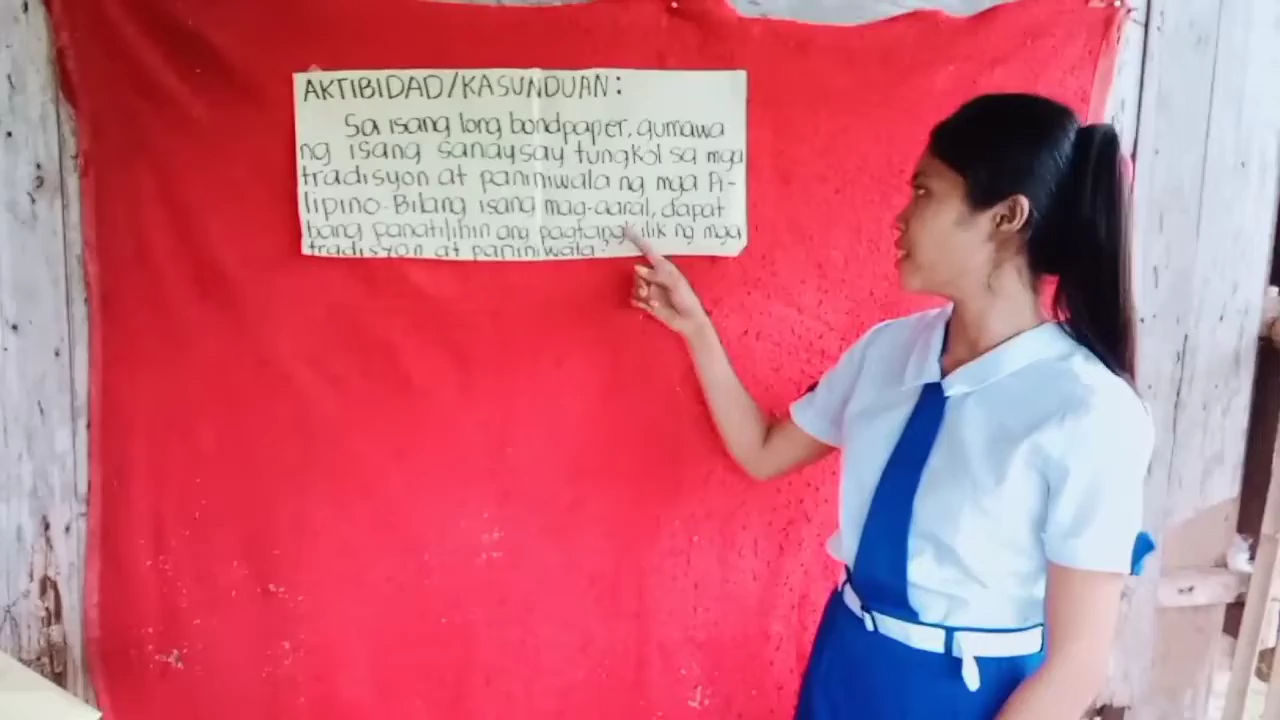 AKTIBIDAD/KASUNDUAN:
Sa isang long bondpaper, gumawa
ng isang sanaysay tungkol sa mga
tradisyon at paniniwala ng mga Pi-
lipino. Bilang isang mag-aaral, dapat
bang panatilihin ang pagtangkilik ng mga
tradisyon at paniniwala?